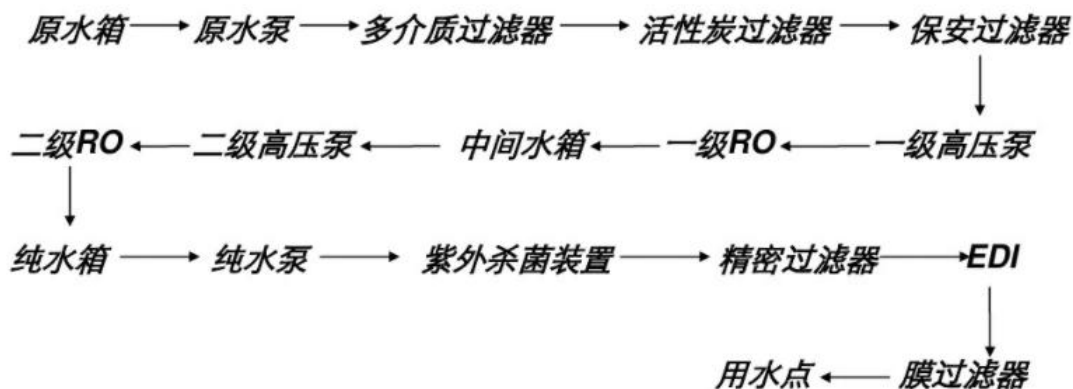 原水箱 原水泵 多介质过滤器 活性炭过滤器 保安过滤器
二级RO 二级高压泵 中间水箱 一级RO 一级高压泵
纯水箱 纯水泵 紫外杀菌装置 精密过滤器 EDI
用水点 膜过滤器